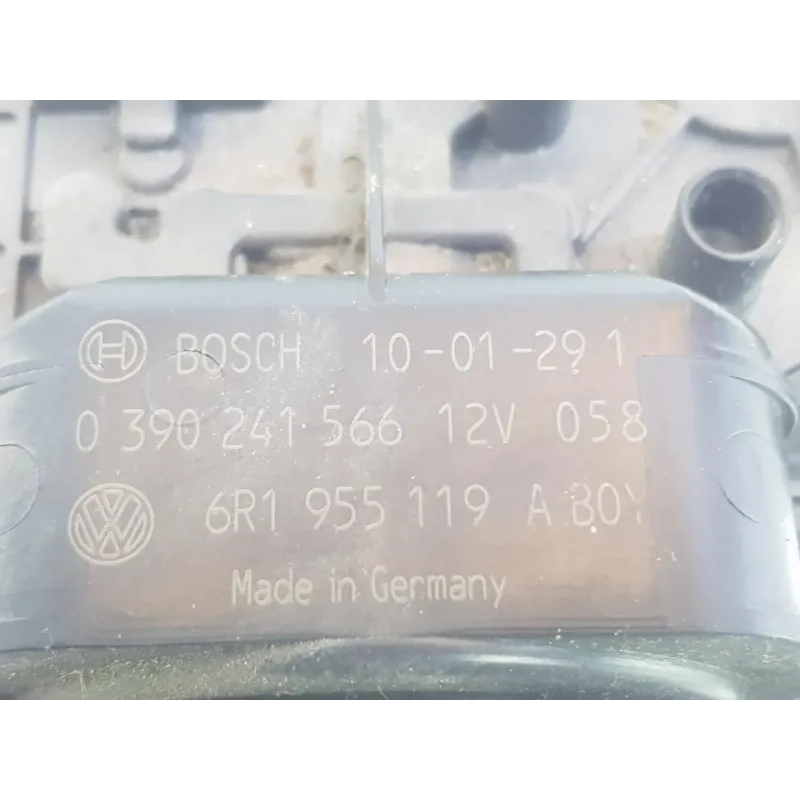 BOSCH 10-01-29 1
0 390 241 566 12V 058
6R1 955 119 A BOY
Made in Germany